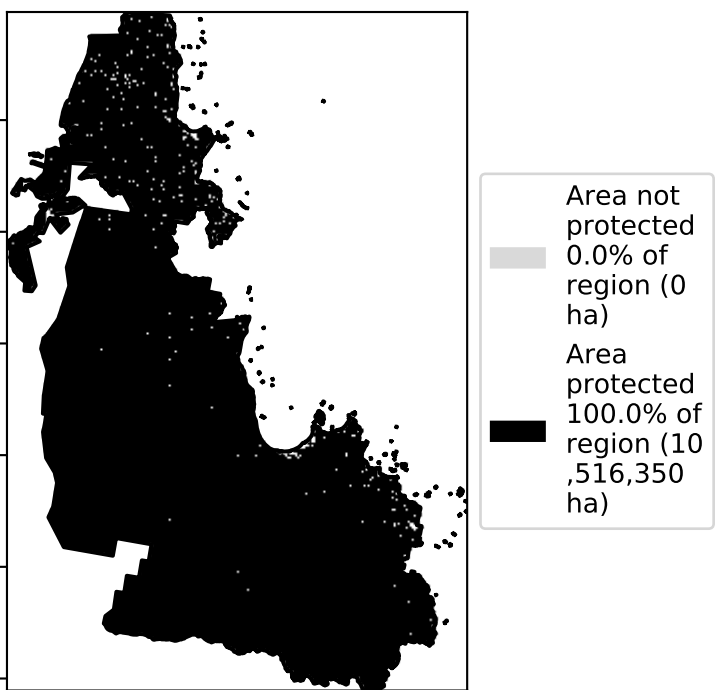 Area not
protected
0.0% of
region (0
ha)
Area
protected
100.0% of
region (10
,516,350
ha)